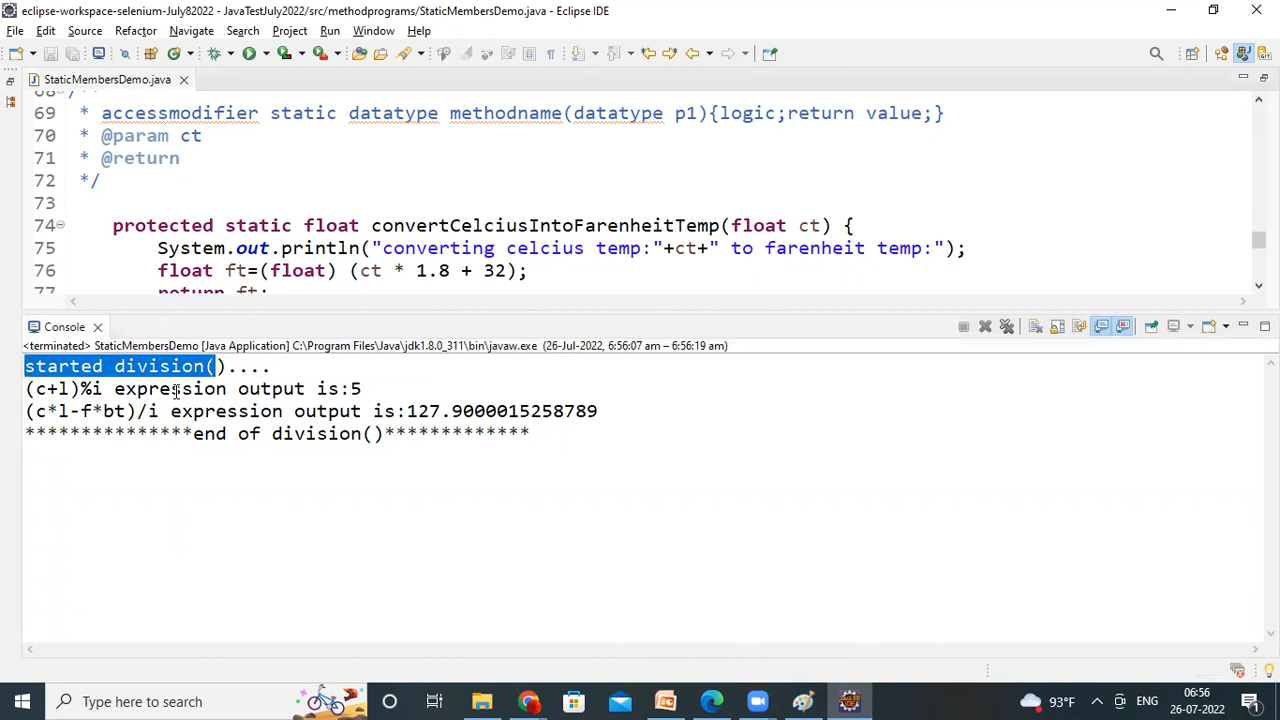 eclipse-workspace-selenium-July82022 - JavaTestJuly2022/src/methodprograms/StaticMembersDemo.java - Eclipse IDE
File Edit Source Refactor Navigate Search Project Run Window Help
StaticMembersDemo.java
68 /**
69 * accessmodifier static datatype methodname(datatype p1){logic;return value;}
70 * @param ct
71 * @return
72 */
73
74 protected static float convertCelciusIntoFarenheitTemp(float ct) {
75 System.out.println("converting celcius temp:"+ct+" to farenheit temp:");
76 float ft=(float) (ct * 1.8 + 32);
77 return ft;
Console
<terminated> StaticMembersDemo [Java Application] C:\Program Files\Java\jdk1.8.0_311\bin\javaw.exe (26-Jul-2022, 6:56:07 am – 6:56:19 am)
started division()....
(c+l)%i expression output is:5
(c*l-f*bt)/i expression output is:127.9000015258789
***************end of division()*************
Type here to search
93°F
ENG
06:56
26-07-2022
1